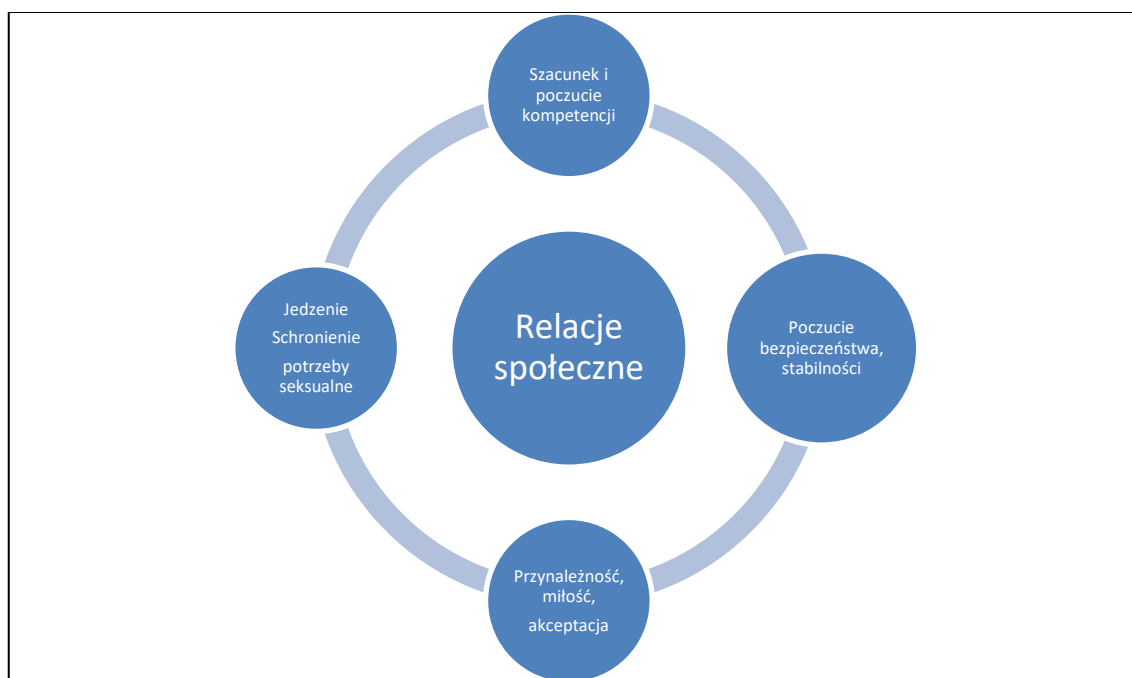 Szacunek i
poczucie
kompetencji
Jedzenie
Schronienie
potrzeby
seksualne
Relacje
społeczne
Poczucie
bezpieczeństwa,
stabilności
Przynależność,
miłość,
akceptacja